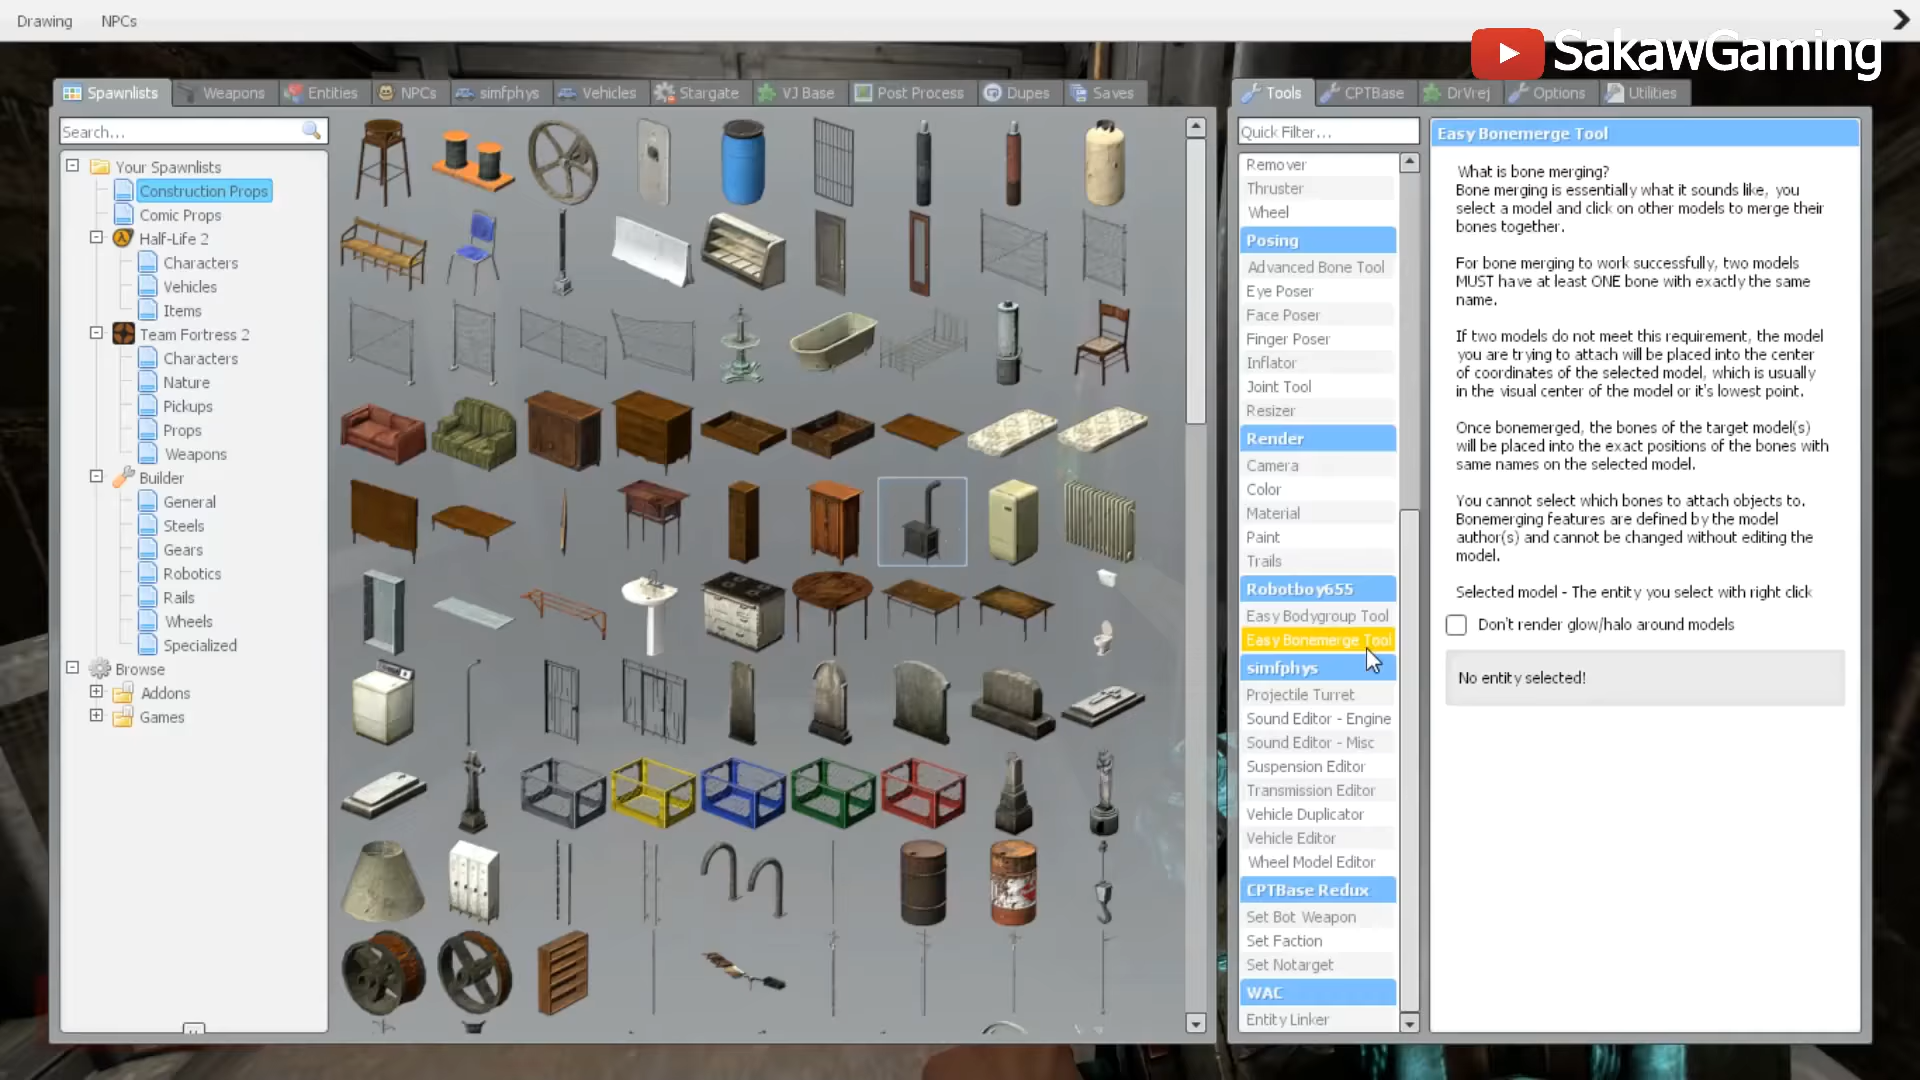 Drawing NPCs
SakawGaming
Spawnlists Weapons Entities NPCs simfphys Vehicles Stargate VJ Base Post Process Dupes Saves
Search...
Your Spawnlists
Construction Props
Comic Props
Half-Life 2
Characters
Vehicles
Items
Team Fortress 2
Characters
Nature
Pickups
Props
Weapons
Builder
General
Steels
Gears
Robotics
Rails
Wheels
Specialized
Browse
Addons
Games
Tools CPTBase DrVrej Options Utilities
Quick Filter...
Remover
Thruster
Wheel
Posing
Advanced Bone Tool
Eye Poser
Face Poser
Finger Poser
Inflator
Joint Tool
Resizer
Render
Camera
Color
Material
Paint
Trails
Robotboy655
Easy Bodygroup Tool
Easy Bonemerge Tool
simfphys
Projectile Turret
Sound Editor - Engine
Sound Editor - Misc
Suspension Editor
Transmission Editor
Vehicle Duplicator
Vehicle Editor
Wheel Model Editor
CPTBase Redux
Set Bot Weapon
Set Faction
Set Notarget
WAC
Entity Linker
Easy Bonemerge Tool
What is bone merging?
Bone merging is essentially what it sounds like, you
select a model and click on other models to merge their
bones together.
For bone merging to work successfully, two models
MUST have at least ONE bone with exactly the same
name.
If two models do not meet this requirement, the model
you are trying to attach will be placed into the center
of coordinates of the selected model, which is usually
in the visual center of the model or it's lowest point.
Once bonemerged, the bones of the target model(s)
will be placed into the exact positions of the bones with
same names on the selected model.
You cannot select which bones to attach objects to.
Bonemerging features are defined by the model
author(s) and cannot be changed without editing the
model.
Selected model - The entity you select with right click
Don't render glow/halo around models
No entity selected!